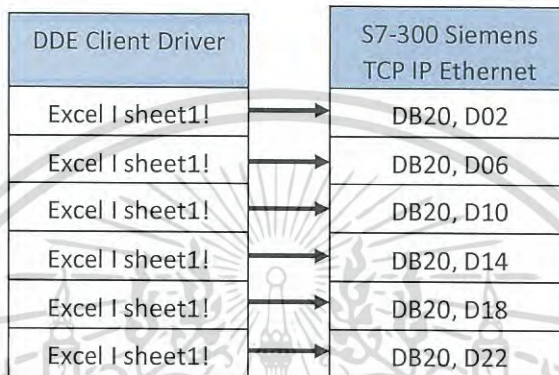 DDE Client Driver
S7-300 Siemens
TCP IP Ethernet
Excel I sheet1!
DB20, D02
Excel I sheet1!
DB20, D06
Excel I sheet1!
DB20, D10
Excel I sheet1!
DB20, D14
Excel I sheet1!
DB20, D18
Excel I sheet1!
DB20, D22